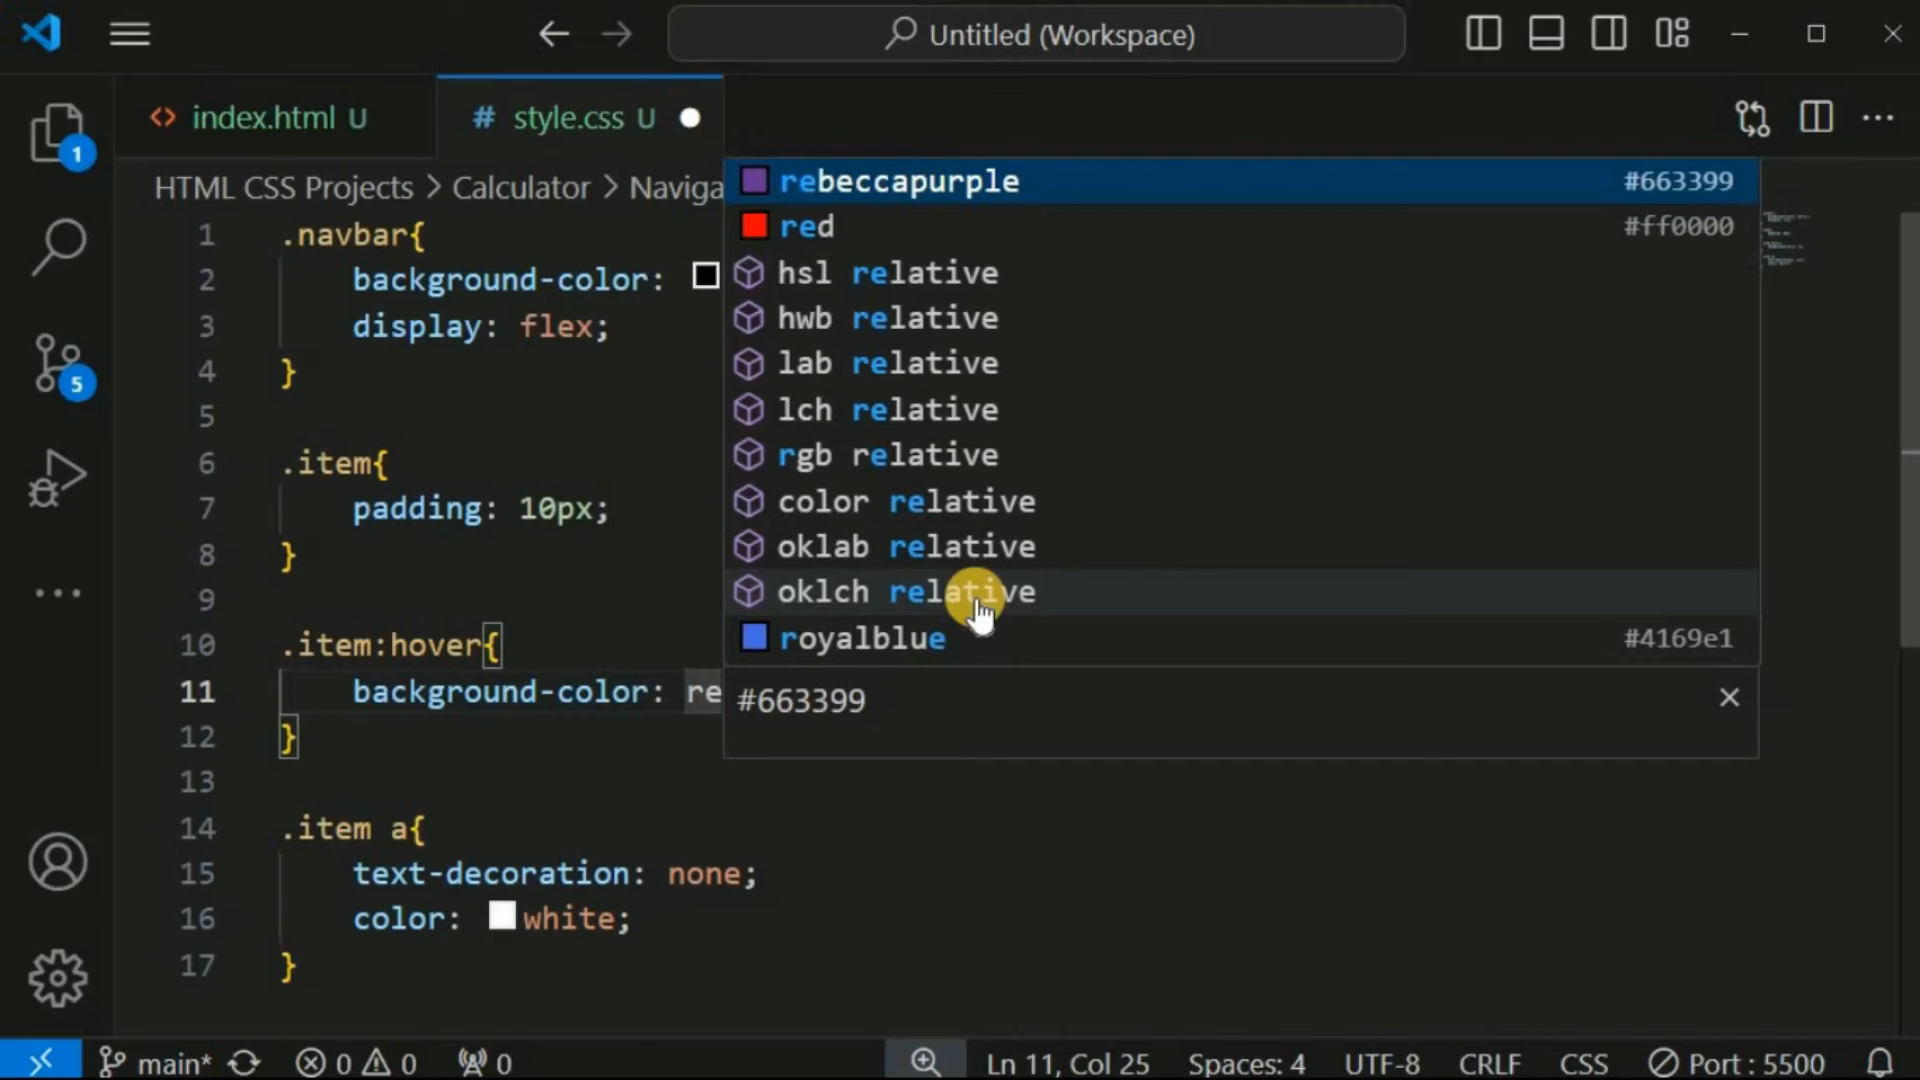 Untitled (Workspace)
<> index.html U
# style.css U
HTML CSS Projects > Calculator > Naviga
1 .navbar{
2 background-color:
3 display: flex;
4 }
5
6 .item{
7 padding: 10px;
8 }
9
10 .item:hover{
11 background-color: re
12 }
13
14 .item a{
15 text-decoration: none;
16 color: white;
17 }
rebeccapurple #663399
red #ff0000
hsl relative
hwb relative
lab relative
lch relative
rgb relative
color relative
oklab relative
oklch relative
royalblue #4169e1
#663399
1
5
main* 0 0 0 Ln 11, Col 25 Spaces: 4 UTF-8 CRLF CSS Port : 5500